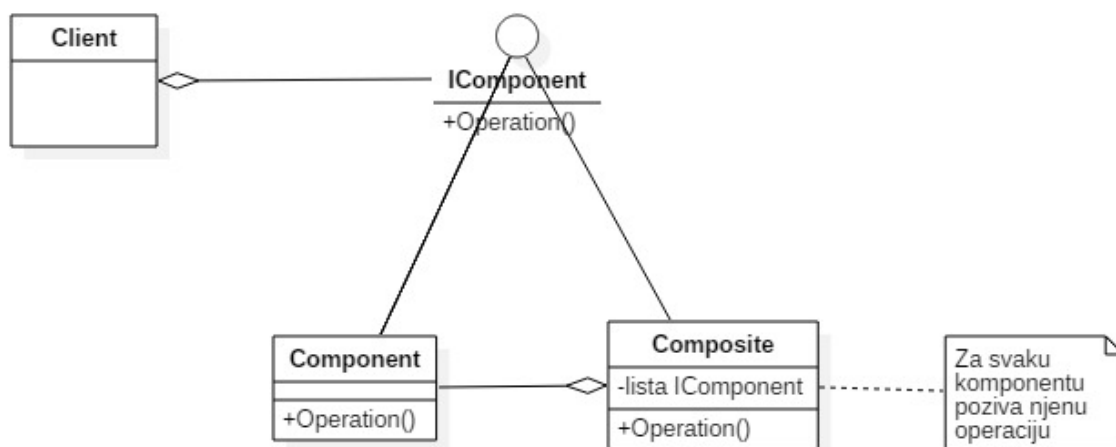 Client
IComponent
+Operation()
Component
+Operation()
Composite
-lista IComponent
+Operation()
Za svaku
komponentu
poziva njenu
operaciju